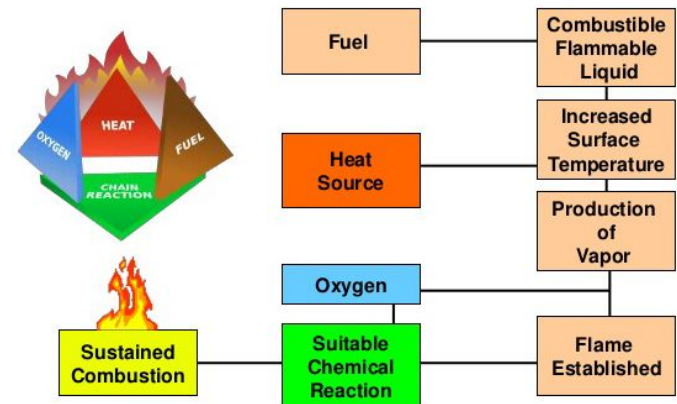 HEAT
OXYGEN
FUEL
CHAIN
REACTION
Fuel
Combustible
Flammable
Liquid
Heat
Source
Increased
Surface
Temperature
Production
of
Vapor
Oxygen
Sustained
Combustion
Suitable
Chemical
Reaction
Flame
Established